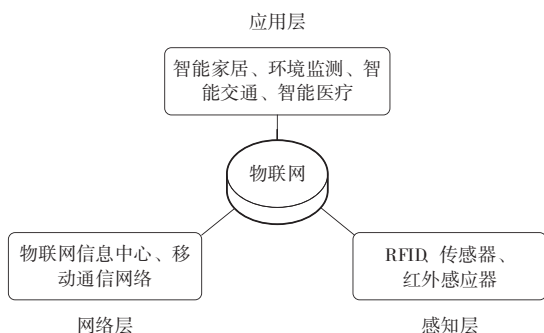 应用层
智能家居、环境监测、智
能交通、智能医疗
物联网
物联网信息中心、移
动通信网络
RFID、传感器、
红外感应器
网络层
感知层